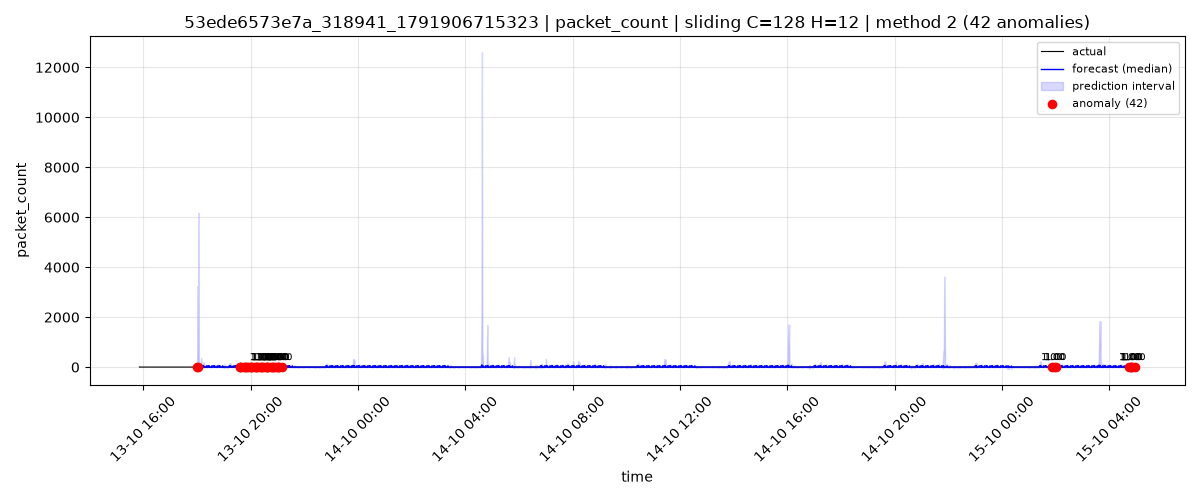 53ede6573e7a_318941_1791906715323 | packet_count | sliding C=128 H=12 | method 2 (42 anomalies)
actual
forecast (median)
prediction interval
anomaly (42)
packet_count
12000
10000
8000
6000
4000
2000
0
13-10 16:00
13-10 20:00
14-10 00:00
14-10 04:00
14-10 08:00
14-10 12:00
14-10 16:00
14-10 20:00
15-10 00:00
15-10 04:00
time